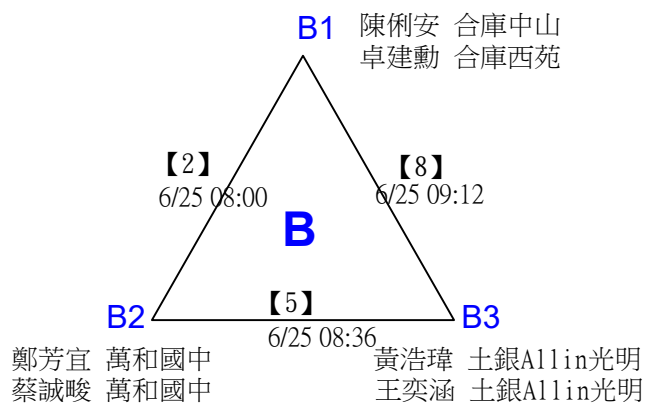 B1
陳俐安 合庫中山
卓建勳 合庫西苑
【2】
6/25 08:00
【8】
6/25 09:12
B
【5】
6/25 08:36
B2
鄭芳宜 萬和國中
蔡誠畯 萬和國中
B3
黃浩瑋 土銀Allin光明
王奕涵 土銀Allin光明